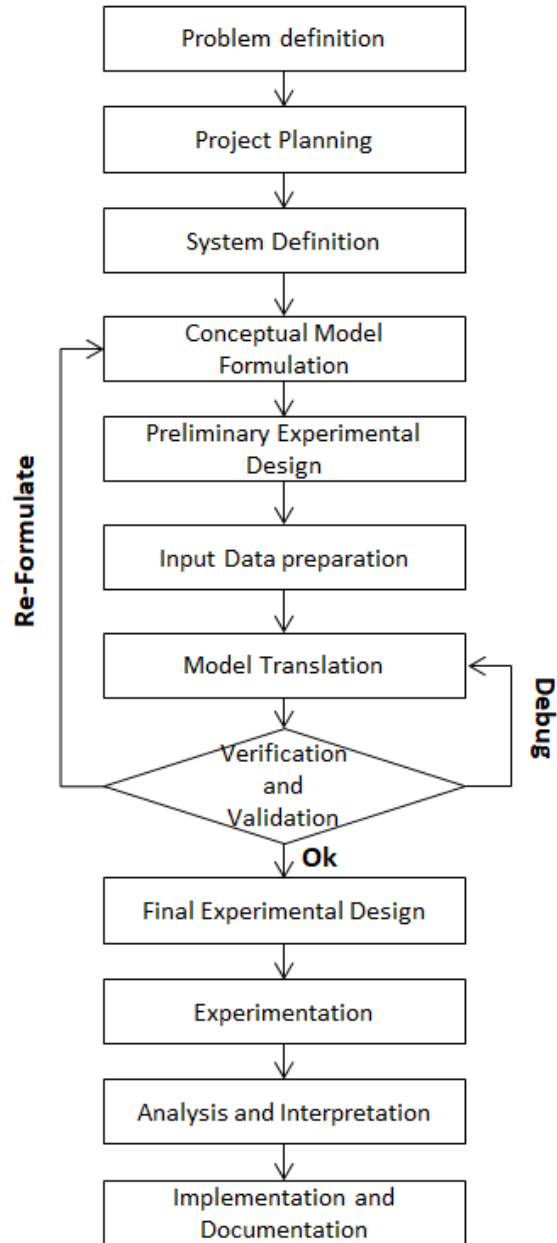 Problem definition
Project Planning
System Definition
Conceptual Model
Formulation
Preliminary Experimental
Design
Input Data preparation
Re-Formulate
Model Translation
Debug
Verification
and
Validation
Ok
Final Experimental Design
Experimentation
Analysis and Interpretation
Implementation and
Documentation